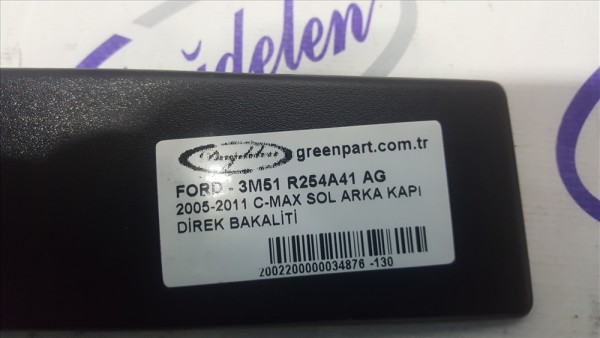 greenpart.com.tr
FORD - 3M51 R254A41 AG
2005-2011 C-MAX SOL ARKA KAPI
DİREK BAKALİTİ
2002200000034876 -130